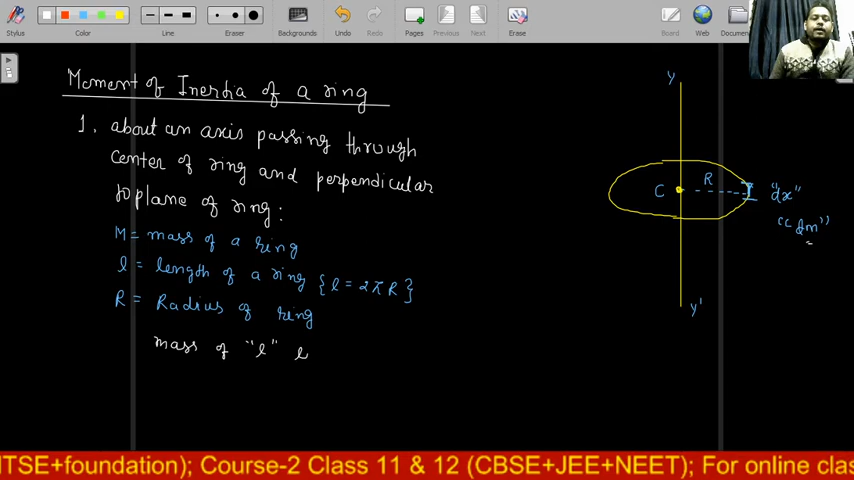 Stylus
Color
Line
Eraser
Backgrounds
Undo
Redo
Pages
Previous
Next
Erase
Board
Web
Moment of Inertia of a ring
1. about an axis passing through
center of ring and perpendicular
to plane of ring:
M = mass of a ring
l = length of a ring { l = 2πR }
R = Radius of ring
mass of "l" l
Y
C
R
"dx"
"dm"
Y'
NTSE+foundation); Course-2 Class 11 & 12 (CBSE+JEE+NEET); For online